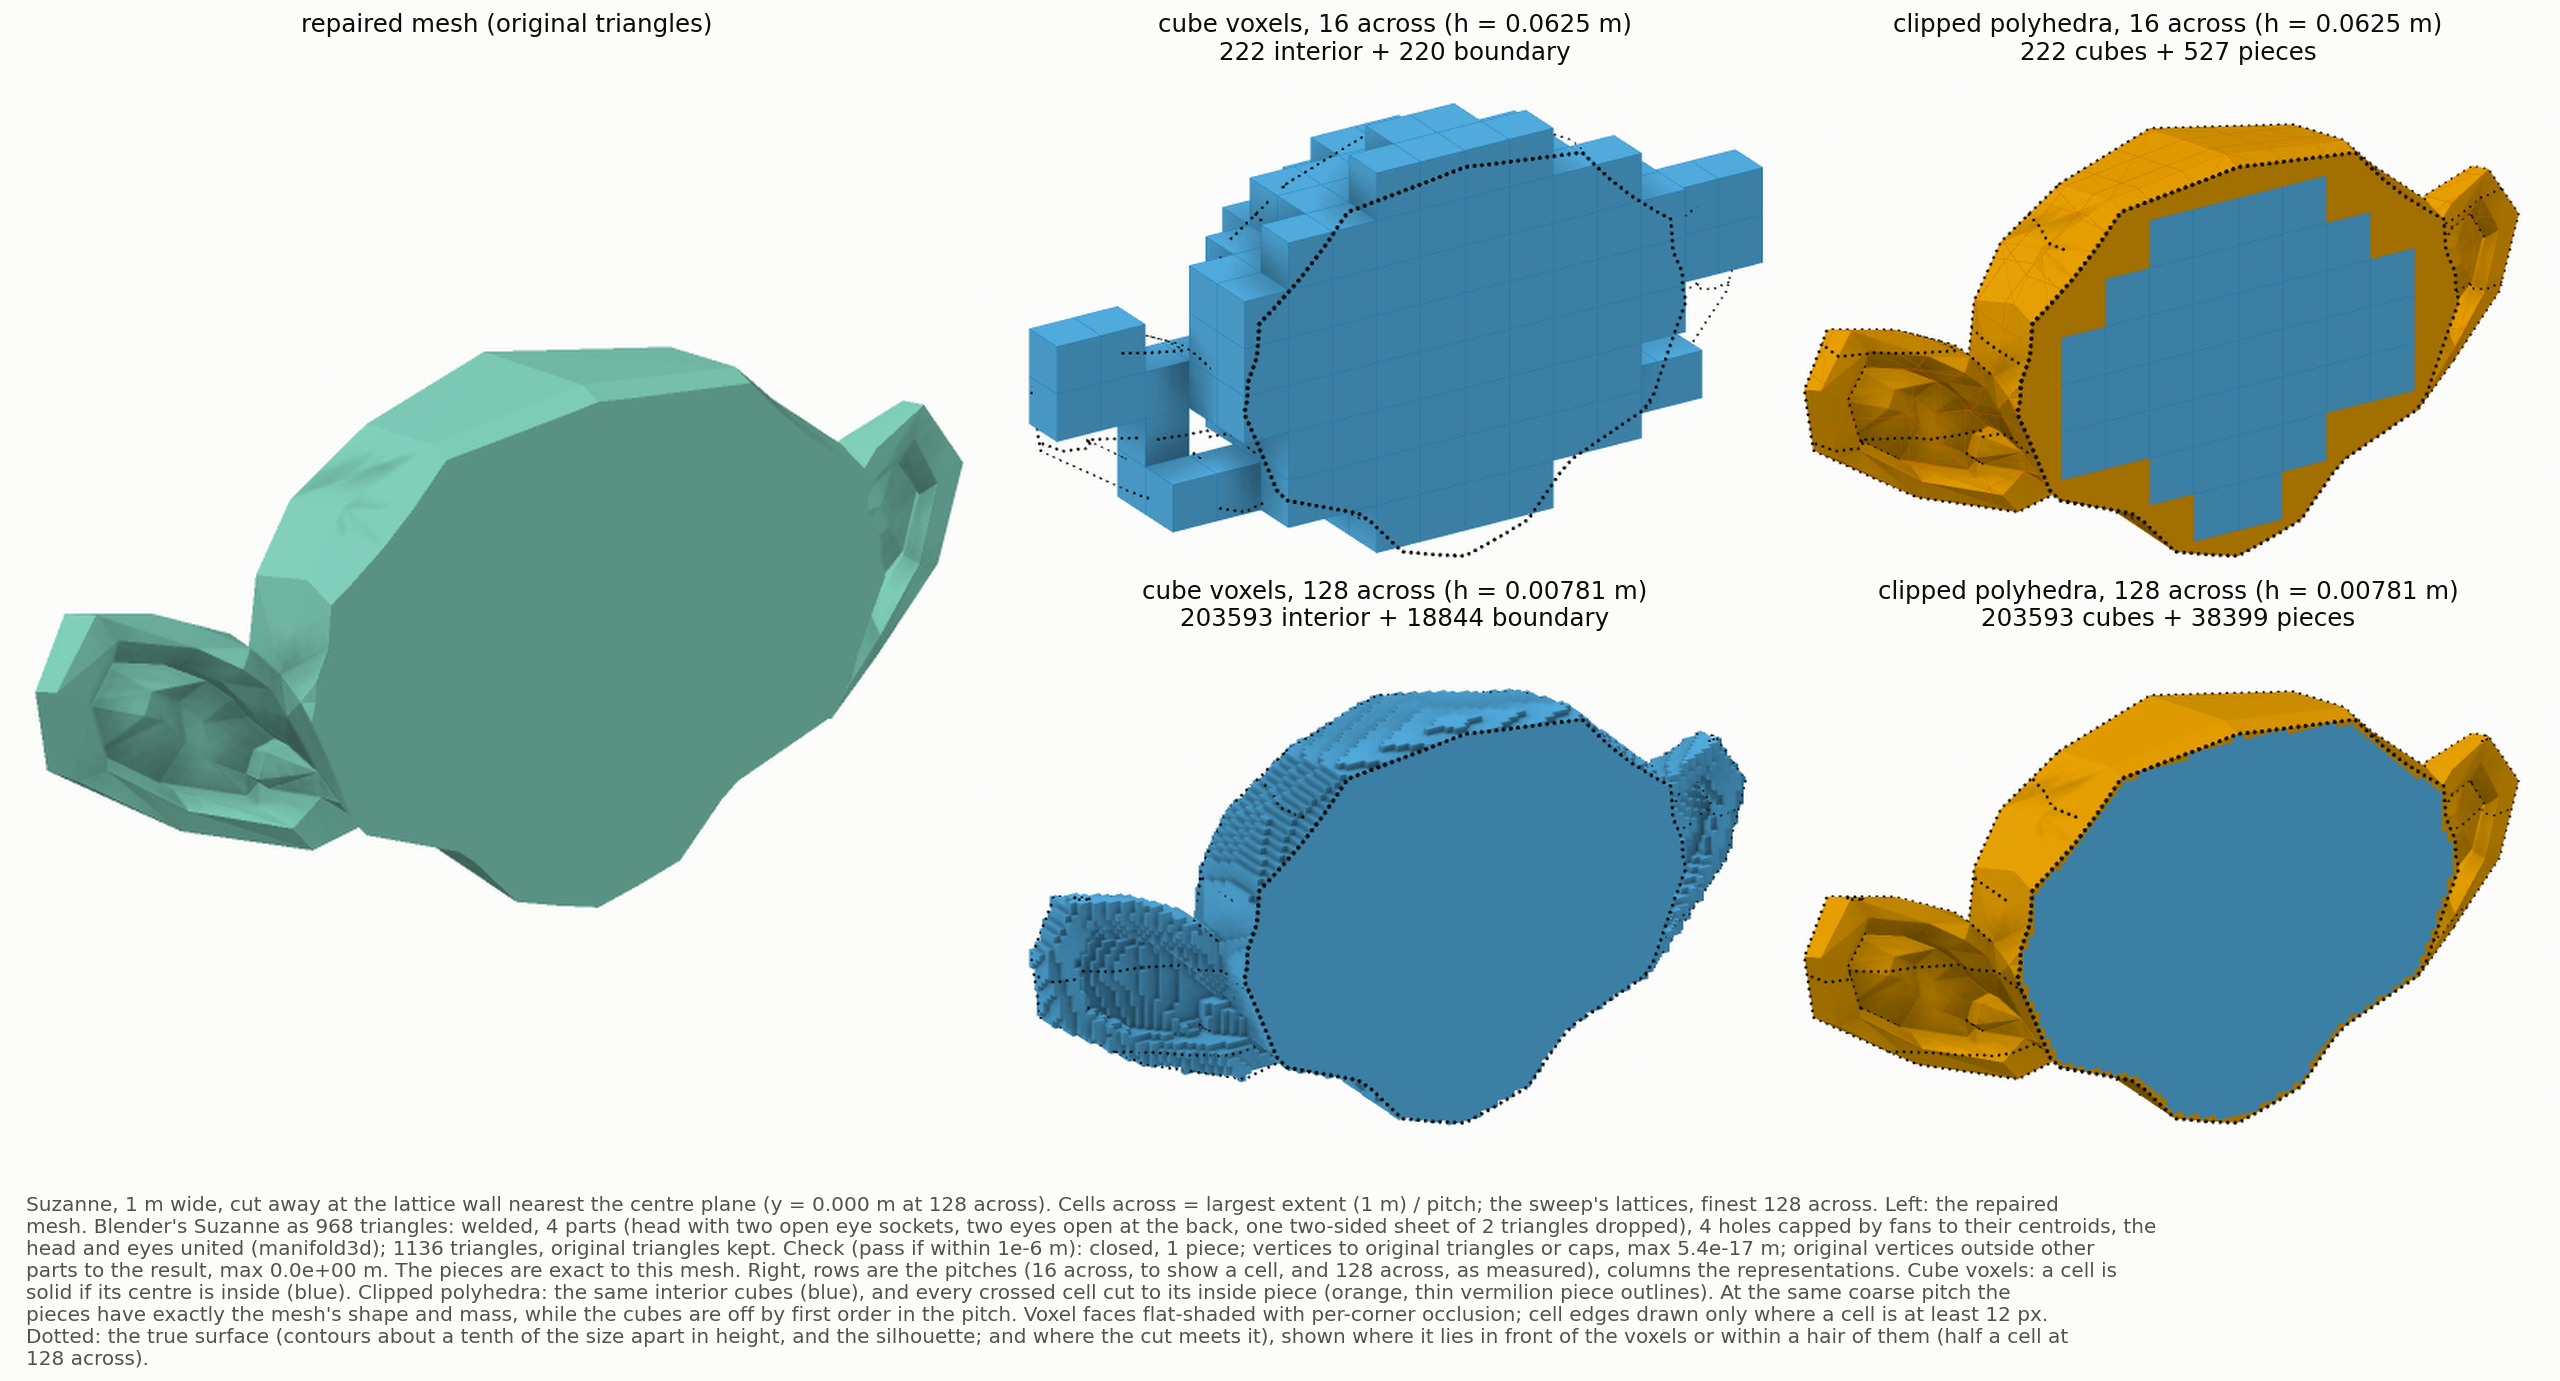 repaired mesh (original triangles)
cube voxels, 16 across (h = 0.0625 m)
222 interior + 220 boundary
clipped polyhedra, 16 across (h = 0.0625 m)
222 cubes + 527 pieces
cube voxels, 128 across (h = 0.00781 m)
203593 interior + 18844 boundary
clipped polyhedra, 128 across (h = 0.00781 m)
203593 cubes + 38399 pieces
Suzanne, 1 m wide, cut away at the lattice wall nearest the centre plane (y = 0.000 m at 128 across). Cells across = largest extent (1 m) / pitch; the sweep's lattices, finest 128 across. Left: the repaired
mesh. Blender's Suzanne as 968 triangles: welded, 4 parts (head with two open eye sockets, two eyes open at the back, one two-sided sheet of 2 triangles dropped), 4 holes capped by fans to their centroids, the
head and eyes united (manifold3d); 1136 triangles, original triangles kept. Check (pass if within 1e-6 m): closed, 1 piece; vertices to original triangles or caps, max 5.4e-17 m; original vertices outside other
parts to the result, max 0.0e+00 m. The pieces are exact to this mesh. Right, rows are the pitches (16 across, to show a cell, and 128 across, as measured), columns the representations. Cube voxels: a cell is
solid if its centre is inside (blue). Clipped polyhedra: the same interior cubes (blue), and every crossed cell cut to its inside piece (orange, thin vermilion piece outlines). At the same coarse pitch the
pieces have exactly the mesh's shape and mass, while the cubes are off by first order in the pitch. Voxel faces flat-shaded with per-corner occlusion; cell edges drawn only where a cell is at least 12 px.
Dotted: the true surface (contours about a tenth of the size apart in height, and the silhouette; and where the cut meets it), shown where it lies in front of the voxels or within a hair of them (half a cell at
128 across).